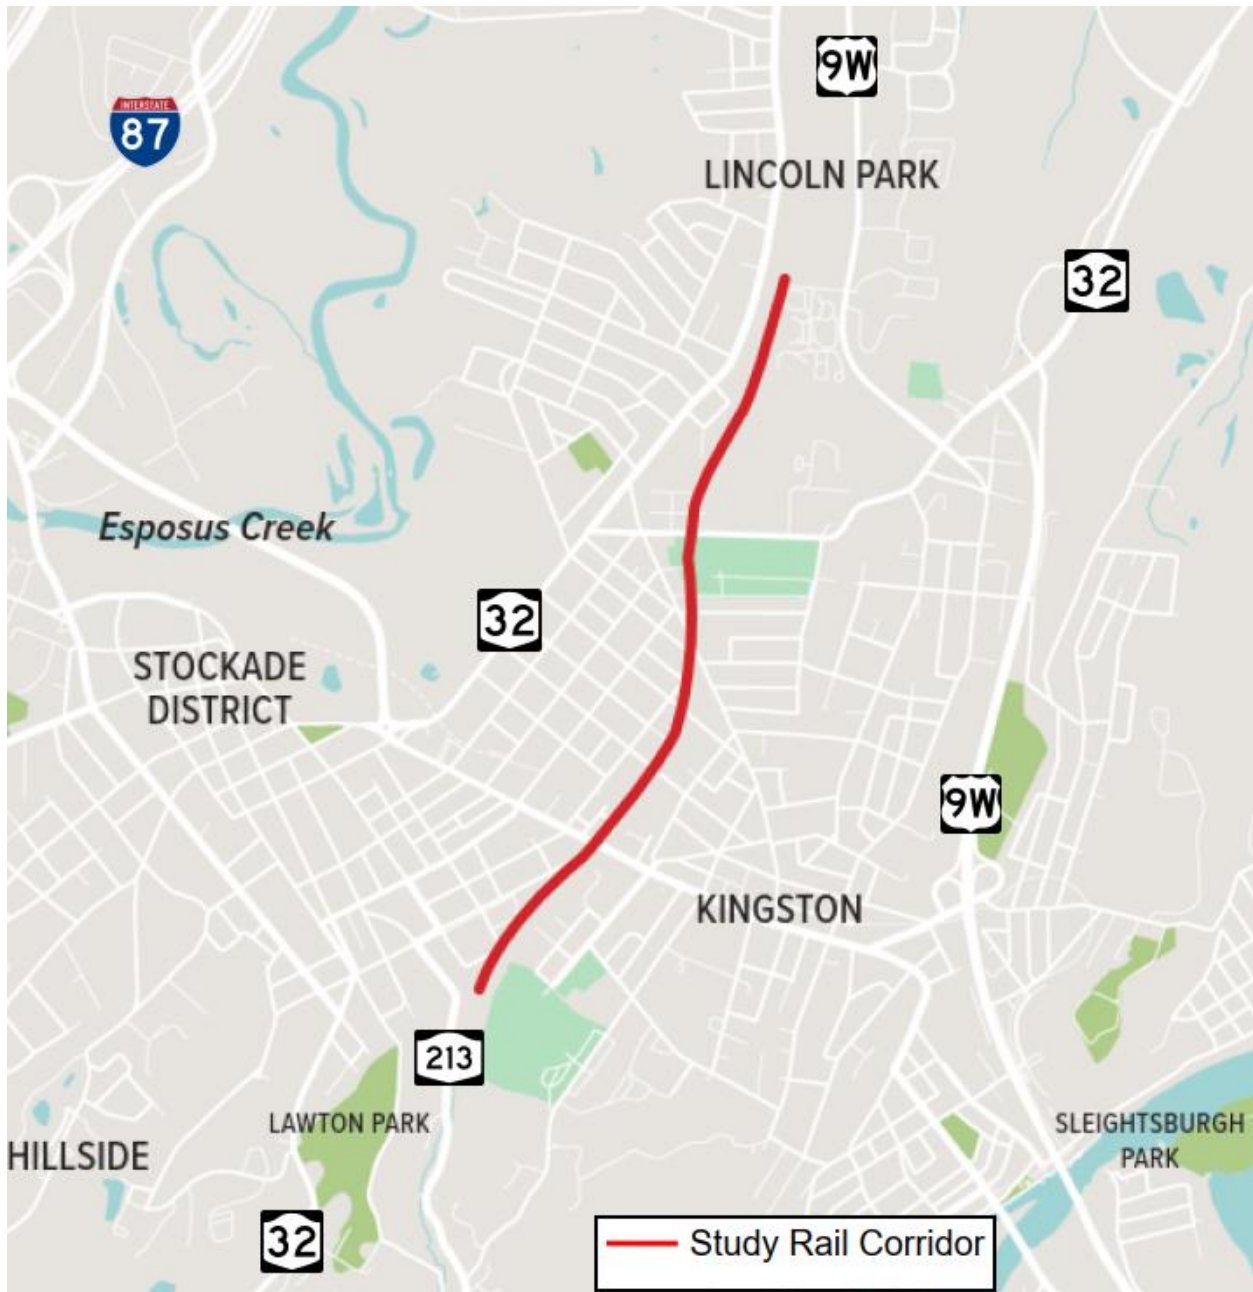 9W
INTERSTATE
87
LINCOLN PARK
32
Esposus Creek
32
STOCKADE
DISTRICT
9W
KINGSTON
213
LAWTON PARK
SLEIGHTSBURGH
PARK
HILLSIDE
32
Study Rail Corridor